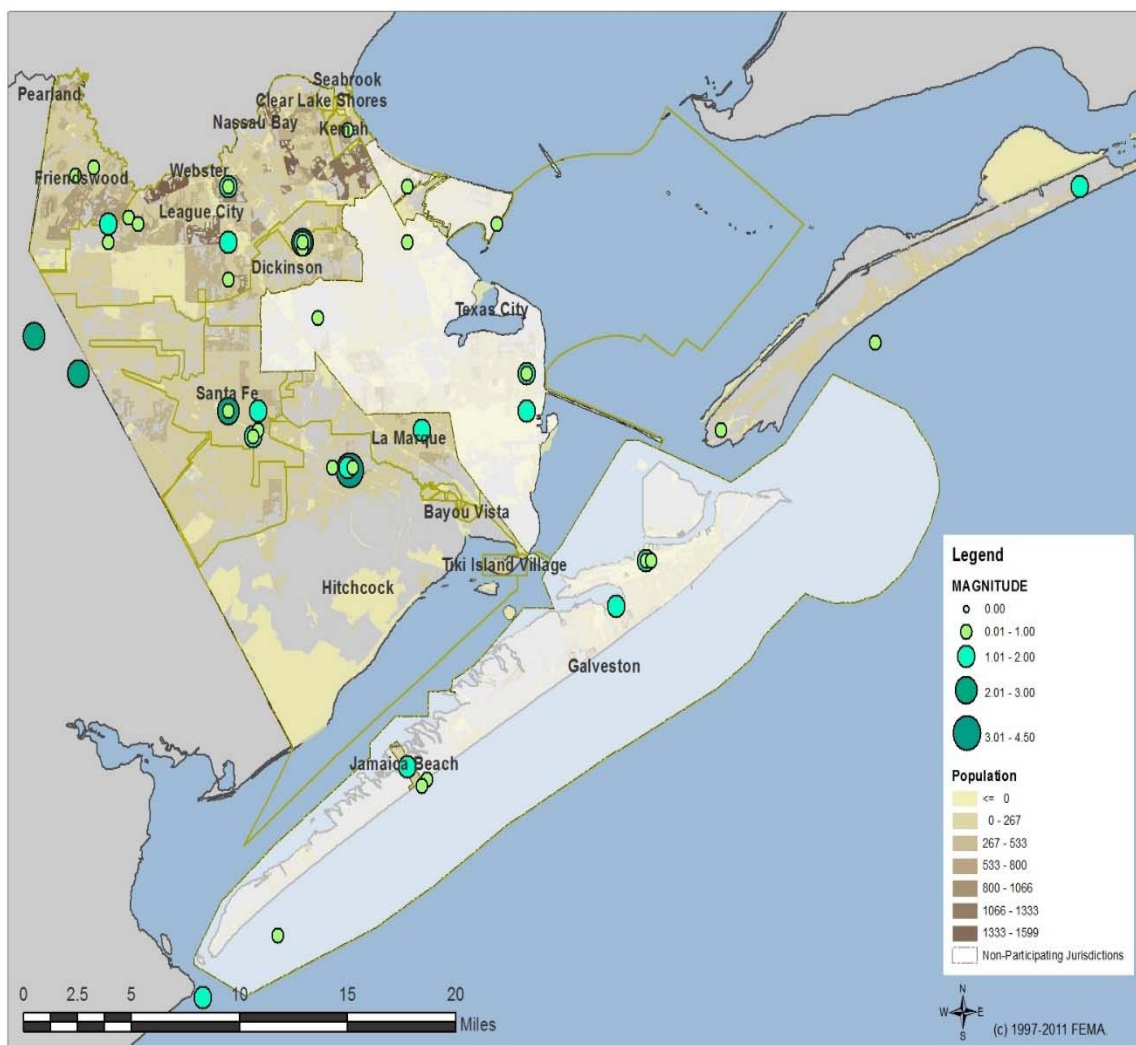 Seabrook
Pearland
Clear Lake Shores
Nassau Bay
Kemah
Webster
Friendswood
League City
Dickinson
Texas City
Santa Fe
La Marque
Bayou Vista
Tiki Island Village
Hitchcock
Galveston
Jamaica Beach
Legend
MAGNITUDE
0.00
0.01 - 1.00
1.01 - 2.00
2.01 - 3.00
3.01 - 4.50
Population
<= 0
0 - 267
267 - 533
533 - 800
800 - 1066
1066 - 1333
1333 - 1599
Non-Participating Jurisdictions
0 2.5 5 10 15 20
Miles
N
W E
S
(c) 1997-2011 FEMA.